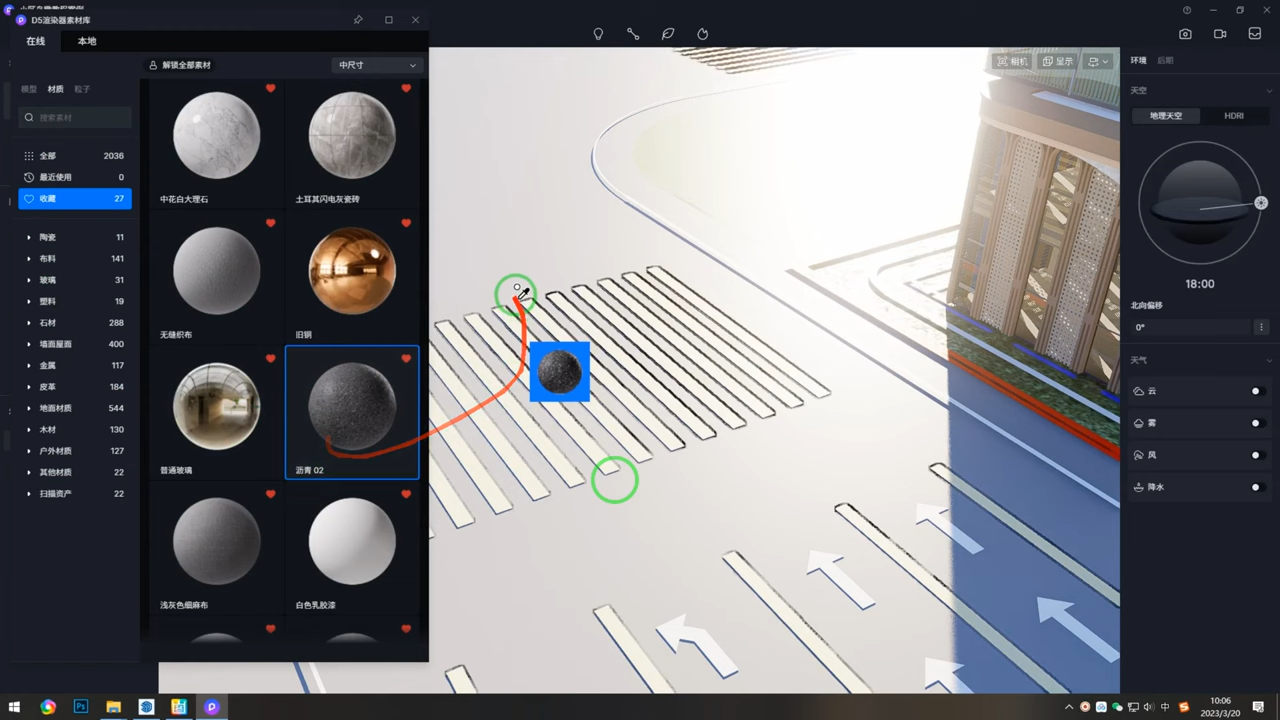 D5渲染器素材库
在线
本地
解锁全部素材
中尺寸
模型
材质
粒子
搜索素材
全部
2036
最近使用
0
收藏
27
陶瓷
11
布料
141
玻璃
31
塑料
19
石材
288
墙面屋面
400
金属
117
皮革
184
地面材质
544
木材
130
户外材质
127
其他材质
22
扫描资产
22
中花白大理石
土耳其闪电灰瓷砖
无缝织布
旧铜
普通玻璃
沥青 02
浅灰色细麻布
白色乳胶漆
相机
显示
环境
后期
天空
地理天空
HDRI
18:00
北向偏移
0°
天气
云
雾
风
降水
Ps
中
10:06
2023/3/20